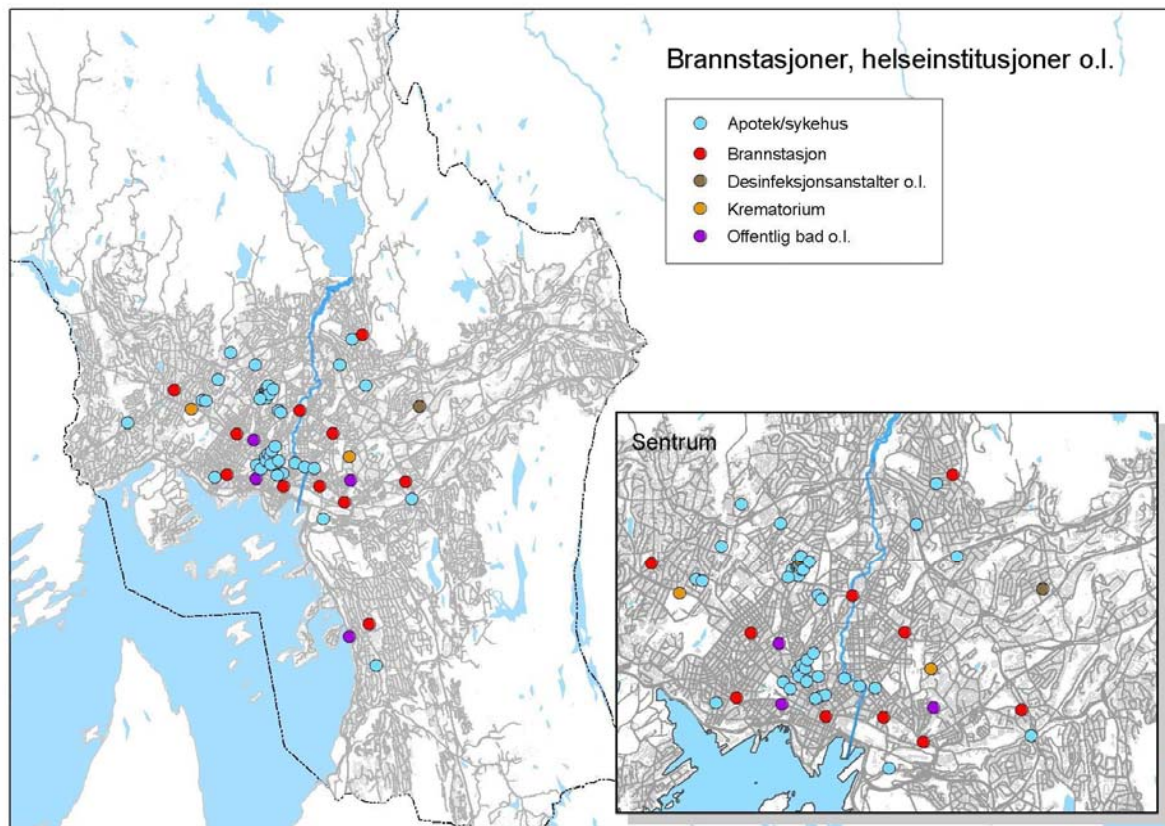 Brannstasjoner, helseinstitusjoner o.l.
Apotek/sykehus
Brannstasjon
Desinfeksjonsanstalter o.l.
Krematorium
Offentlig bad o.l.
Sentrum